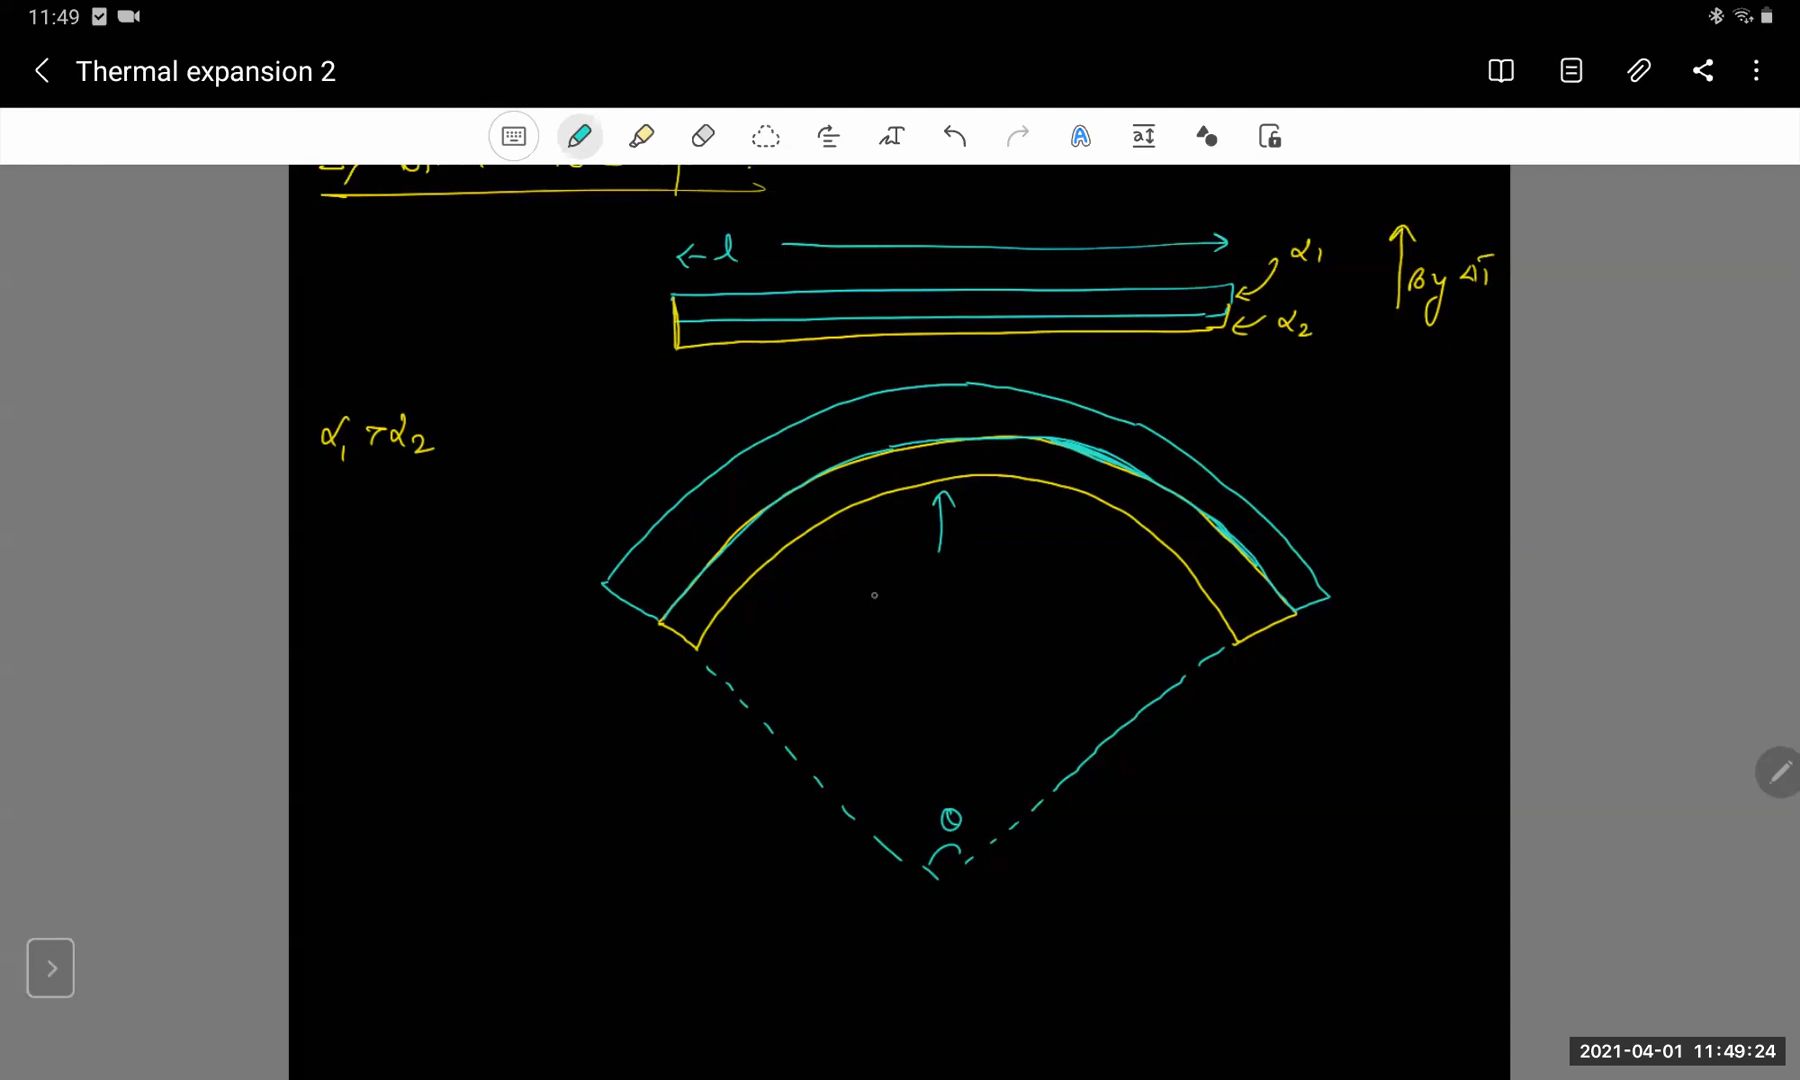 11:49
Thermal expansion 2
l
α1
α2
By ΔT
α1 > α2
θ
2021-04-01 11:49:24